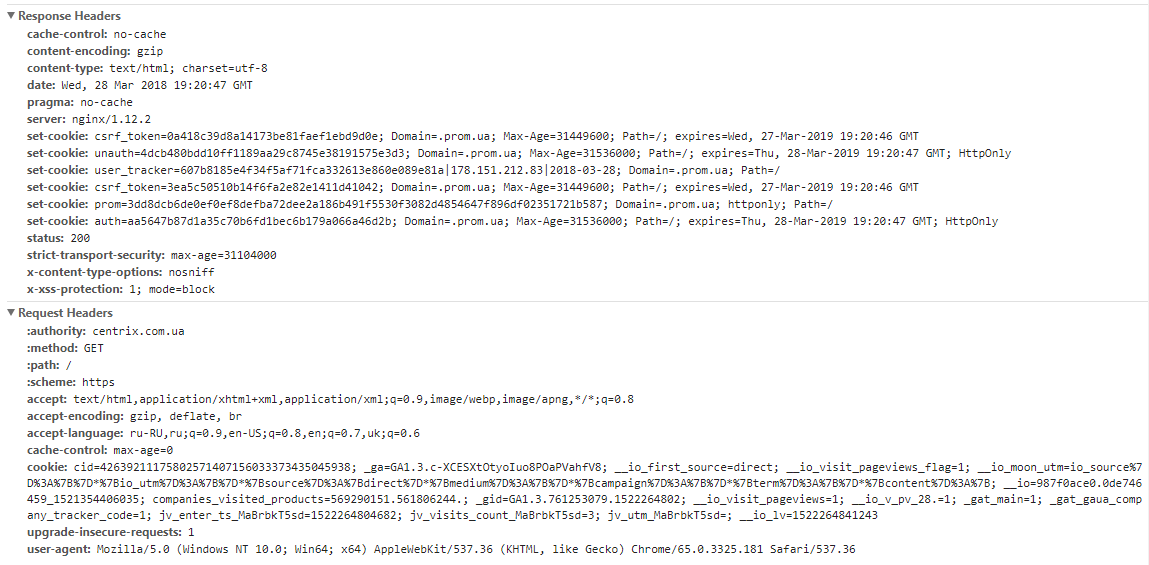 Response Headers
cache-control: no-cache
content-encoding: gzip
content-type: text/html; charset=utf-8
date: Wed, 28 Mar 2018 19:20:47 GMT
pragma: no-cache
server: nginx/1.12.2
set-cookie: csrf_token=0a418c39d8a14173be81faef1ebd9d0e; Domain=.prom.ua; Max-Age=31449600; Path=/; expires=Wed, 27-Mar-2019 19:20:46 GMT
set-cookie: unauth=4dcb480bdd10ff1189aa29c8745e38191575e3d3; Domain=.prom.ua; Max-Age=31536000; Path=/; expires=Thu, 28-Mar-2019 19:20:47 GMT; HttpOnly
set-cookie: user_tracker=607b8185e4f34f5af71fca332613e860e089e81a|178.151.212.83|2018-03-28; Domain=.prom.ua; Path=/
set-cookie: csrf_token=3ea5c50510b14f6fa2e82e1411d41042; Domain=.prom.ua; Max-Age=31449600; Path=/; expires=Wed, 27-Mar-2019 19:20:46 GMT
set-cookie: prom=3dd8dcb6de0ef0ef8defba72dee2a186b491f5530f3082d4854647f896df02351721b587; Domain=.prom.ua; httponly; Path=/
set-cookie: auth=aa5647b87d1a35c70b6fd1bec6b179a066a46d2b; Domain=.prom.ua; Max-Age=31536000; Path=/; expires=Thu, 28-Mar-2019 19:20:47 GMT; HttpOnly
status: 200
strict-transport-security: max-age=31104000
x-content-type-options: nosniff
x-xss-protection: 1; mode=block
Request Headers
:authority: centrix.com.ua
:method: GET
:path: /
:scheme: https
accept: text/html,application/xhtml+xml,application/xml;q=0.9,image/webp,image/apng,*/*;q=0.8
accept-encoding: gzip, deflate, br
accept-language: ru-RU,ru;q=0.9,en-US;q=0.8,en;q=0.7,uk;q=0.6
cache-control: max-age=0
cookie: cid=42639211175802571407156033373435045938; _ga=GA1.3.c-XCESXtOtyoIuo8POaPVahfV8; __io_first_source=direct; __io_visit_pageviews_flag=1; __io_moon_utm=io_source%7
D%3A%7B%7D*%7Bio_utm%7D%3A%7B%7D*%7Bsource%7D%3A%7Bdirect%7D*%7Bmedium%7D%3A%7B%7D*%7Bcampaign%7D%3A%7B%7D*%7Bterm%7D%3A%7B%7D*%7Bcontent%7D%3A%7B; __io=987f0ace0.0de746
459_1521354406035; companies_visited_products=569290151.561806244.; _gid=GA1.3.761253079.1522264802; __io_visit_pageviews=1; __io_v_pv_28.=1; _gat_main=1; _gat_gaua_comp
any_tracker_code=1; jv_enter_ts_MaBrbkT5sd=1522264804682; jv_visits_count_MaBrbkT5sd=3; jv_utm_MaBrbkT5sd=; __io_lv=1522264841243
upgrade-insecure-requests: 1
user-agent: Mozilla/5.0 (Windows NT 10.0; Win64; x64) AppleWebKit/537.36 (KHTML, like Gecko) Chrome/65.0.3325.181 Safari/537.36